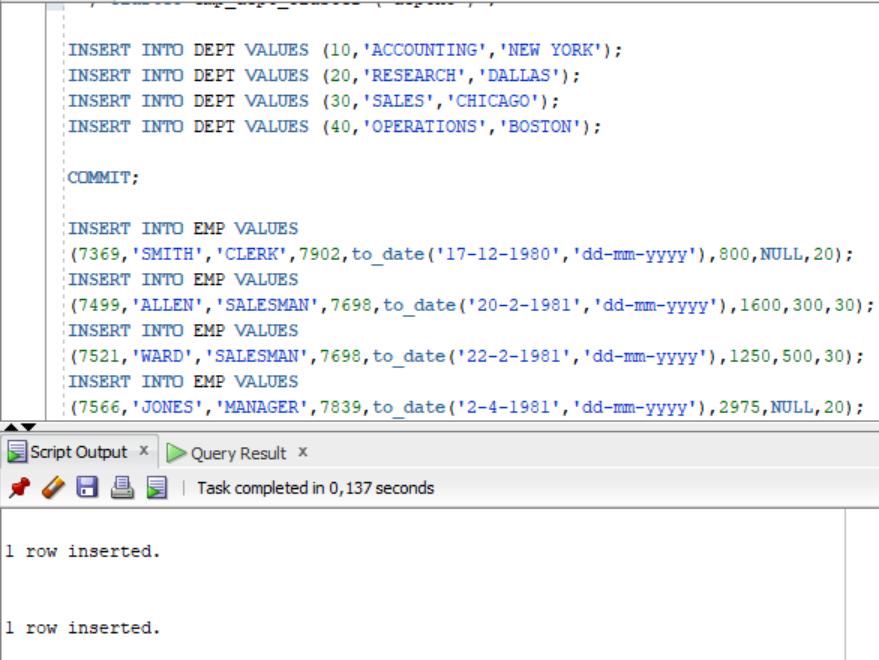 INSERT INTO DEPT VALUES (10,'ACCOUNTING','NEW YORK');
INSERT INTO DEPT VALUES (20,'RESEARCH','DALLAS');
INSERT INTO DEPT VALUES (30,'SALES','CHICAGO');
INSERT INTO DEPT VALUES (40,'OPERATIONS','BOSTON');
COMMIT;
INSERT INTO EMP VALUES
(7369,'SMITH','CLERK',7902,to_date('17-12-1980','dd-mm-yyyy'),800,NULL,20);
INSERT INTO EMP VALUES
(7499,'ALLEN','SALESMAN',7698,to_date('20-2-1981','dd-mm-yyyy'),1600,300,30);
INSERT INTO EMP VALUES
(7521,'WARD','SALESMAN',7698,to_date('22-2-1981','dd-mm-yyyy'),1250,500,30);
INSERT INTO EMP VALUES
(7566,'JONES','MANAGER',7839,to_date('2-4-1981','dd-mm-yyyy'),2975,NULL,20);
Script Output x Query Result x
Task completed in 0,137 seconds
1 row inserted.
1 row inserted.